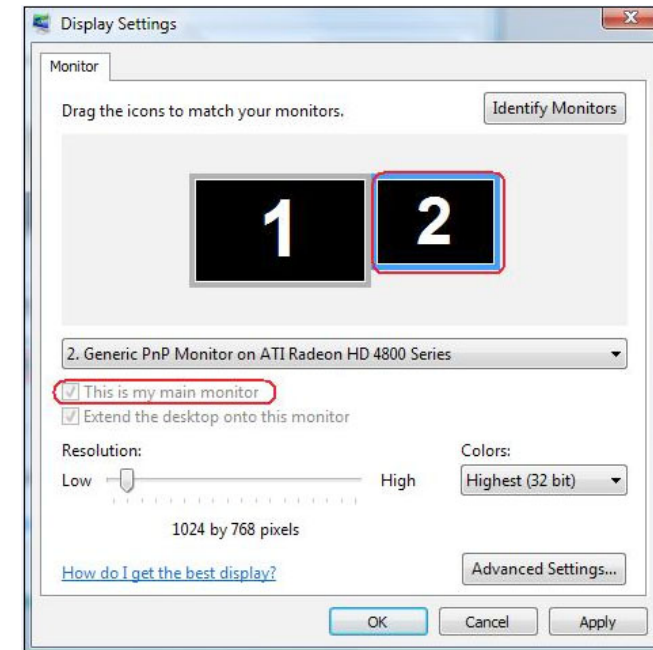 Display Settings
Monitor
Drag the icons to match your monitors.
Identify Monitors
1
2
2. Generic PnP Monitor on ATI Radeon HD 4800 Series
This is my main monitor
Extend the desktop onto this monitor
Resolution:
Colors:
Low
High
Highest (32 bit)
1024 by 768 pixels
How do I get the best display?
Advanced Settings...
OK
Cancel
Apply